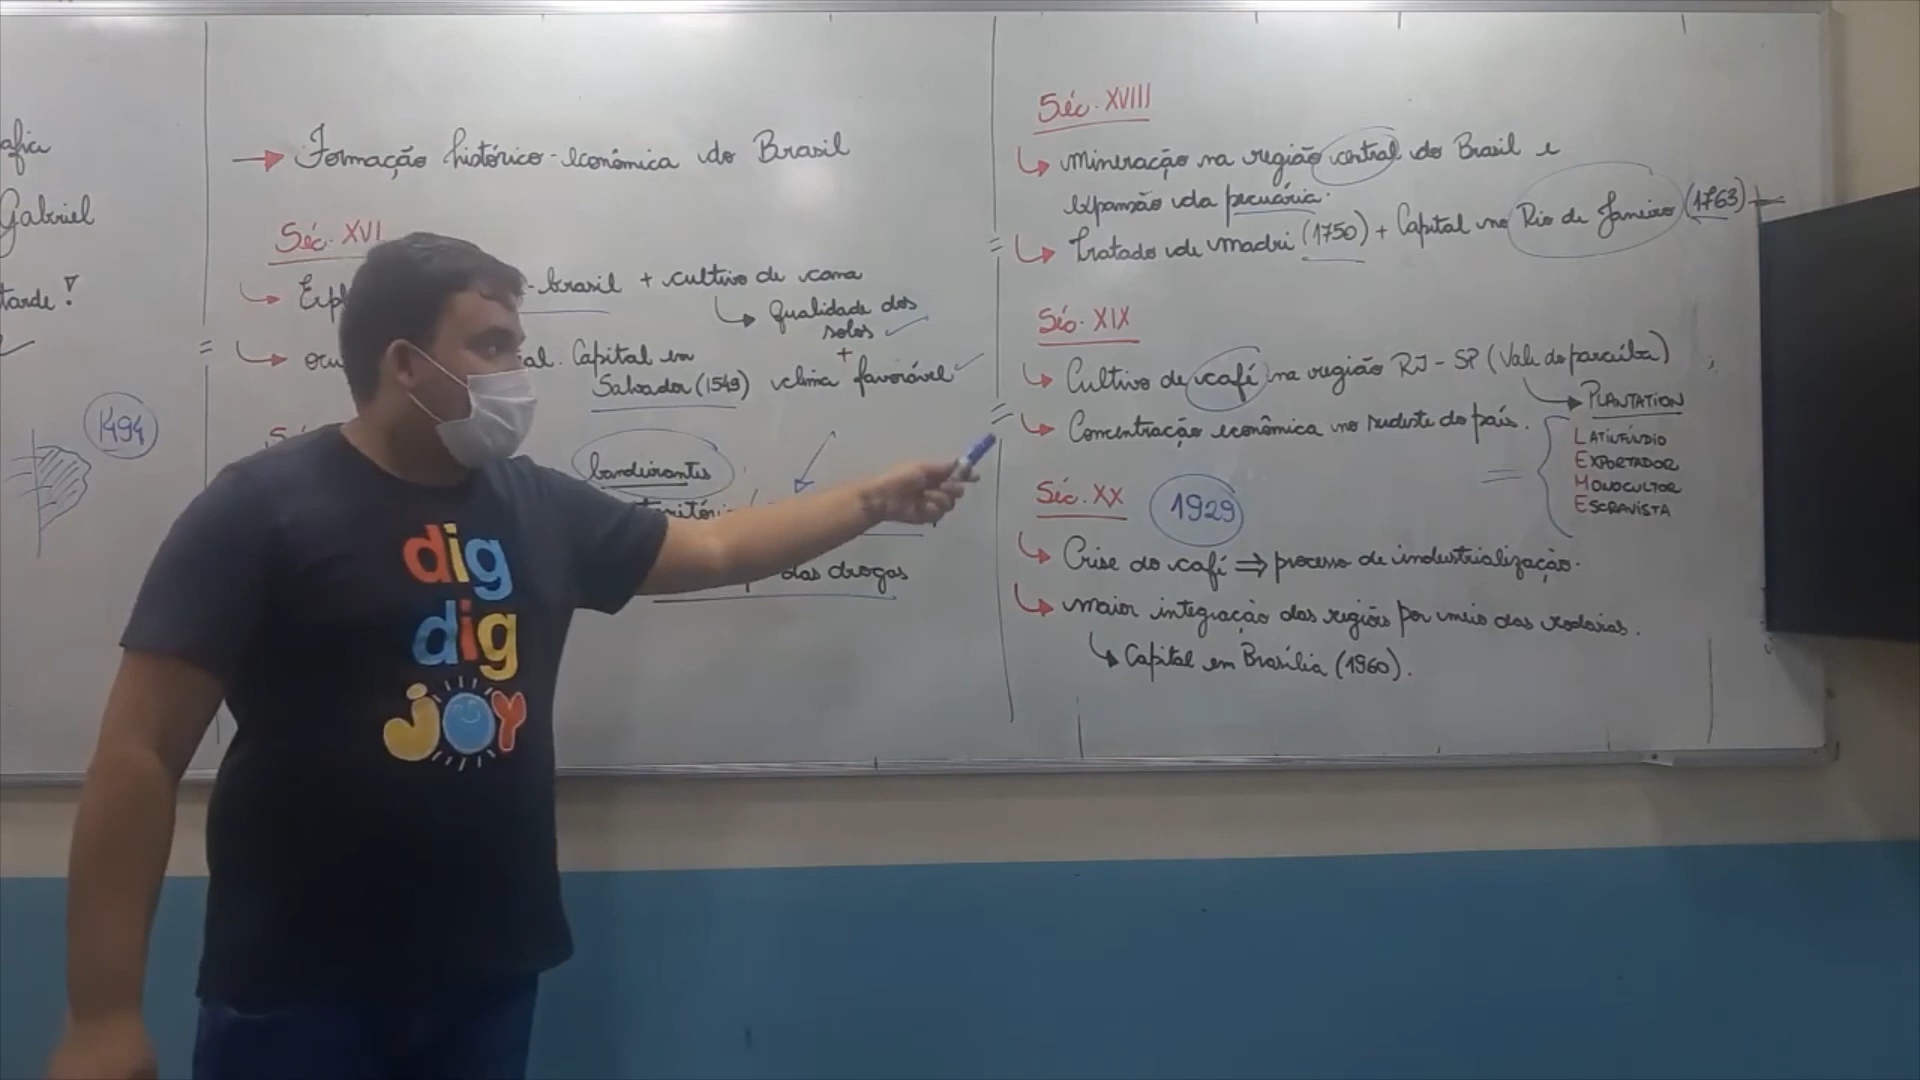 Gabriel
tarde!
1494
→ Formação histórico-econômica do Brasil
Séc. XVI
-brasil + cultivo de cana
Qualidade dos
solos
+
clima favorável
Capital em
Salvador (1549)
bandeirantes
das drogas
Séc. XVIII
mineração na região central do Brasil e
expansão da pecuária.
Tratado de Madri (1750) + Capital no Rio de Janeiro (1763)
Séc. XIX
Cultivo de café na região RJ - SP (Vale do paraíba)
PLANTATION
Concentração econômica no sudeste do país.
LATIFÚNDIO
EXPORTADOR
MONOCULTOR
ESCRAVISTA
Séc. XX 1929
Crise do café ⇒ processo de industrialização.
maior integração das regiões por meio das rodovias.
Capital em Brasília (1960).
dig
dig
JOY